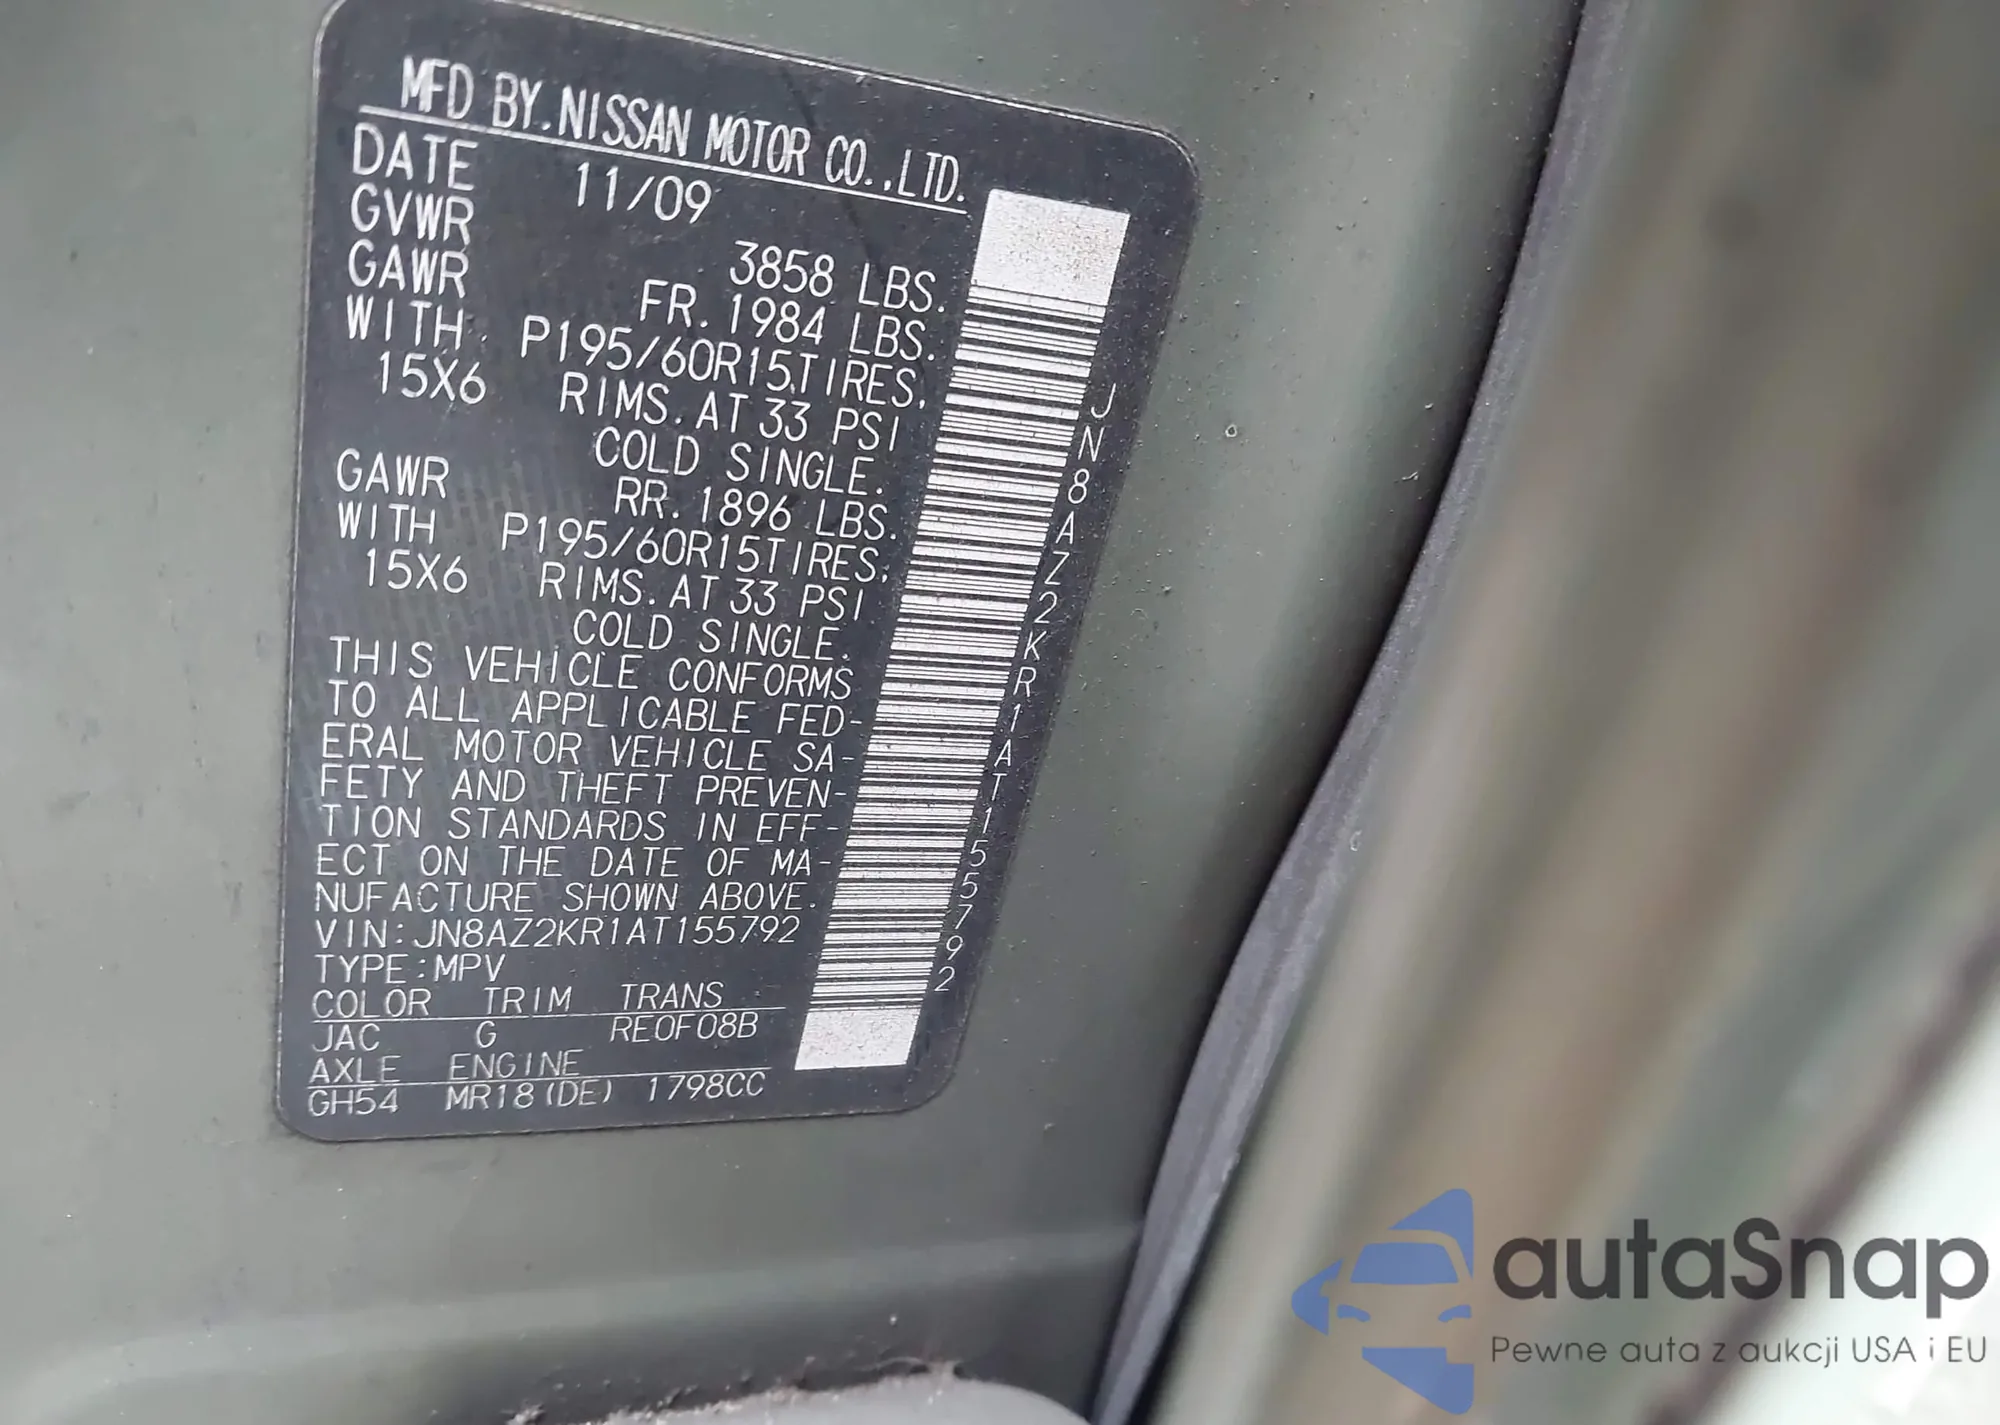 MFD BY.NISSAN MOTOR CO.,LTD.
DATE 11/09
GVWR 3858 LBS.
GAWR FR. 1984 LBS.
WITH P195/60R15TIRES,
15X6 RIMS. AT 33 PSI
COLD SINGLE.
GAWR RR. 1896 LBS.
WITH P195/60R15TIRES,
15X6 RIMS. AT 33 PSI
COLD SINGLE.
THIS VEHICLE CONFORMS
TO ALL APPLICABLE FED-
ERAL MOTOR VEHICLE SA-
FETY AND THEFT PREVEN-
TION STANDARDS IN EFF-
ECT ON THE DATE OF MA-
NUFACTURE SHOWN ABOVE.
VIN:JN8AZ2KR1AT155792
TYPE:MPV
COLOR TRIM TRANS
JAC G RE0F08B
AXLE ENGINE
GH54 MR18(DE) 1798CC
JN8AZ2KR1AT155792
autaSnap
Pewne auta z aukcji USA i EU